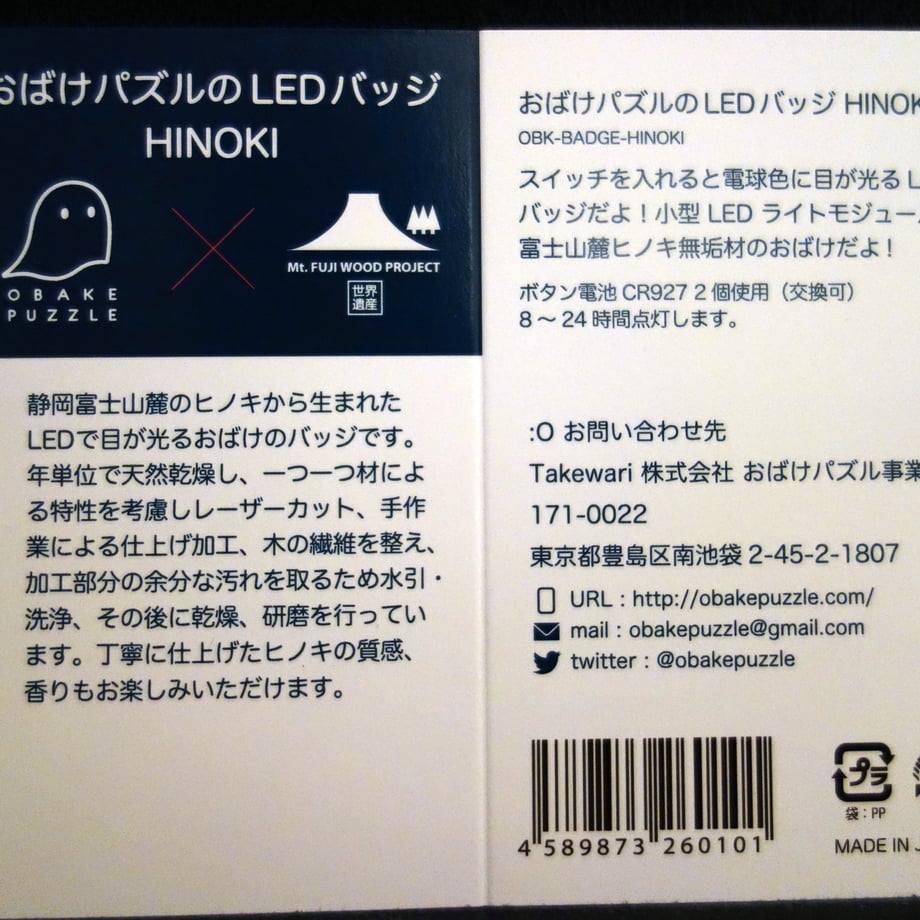 おばけパズルのLEDバッジ
HINOKI
OBAKE
PUZZLE
Mt. FUJI WOOD PROJECT
世界
遺産
静岡富士山麓のヒノキから生まれた
LEDで目が光るおばけのバッジです。
年単位で天然乾燥し、一つ一つ材によ
る特性を考慮しレーザーカット、手作
業による仕上げ加工、木の繊維を整え、
加工部分の余分な汚れを取るため水引・
洗浄、その後に乾燥、研磨を行ってい
ます。丁寧に仕上げたヒノキの質感、
香りもお楽しみいただけます。
おばけパズルのLEDバッジ HINOK
OBK-BADGE-HINOKI
スイッチを入れると電球色に目が光る L
バッジだよ！小型 LED ライトモジュー
富士山麓ヒノキ無垢材のおばけだよ！
ボタン電池 CR927 2 個使用（交換可）
8～24 時間点灯します。
:O お問い合わせ先
Takewari 株式会社 おばけパズル事業
171-0022
東京都豊島区南池袋 2-45-2-1807
URL : http://obakepuzzle.com/
mail : obakepuzzle@gmail.com
twitter : @obakepuzzle
4 589873 260101
プラ
袋：PP
MADE IN